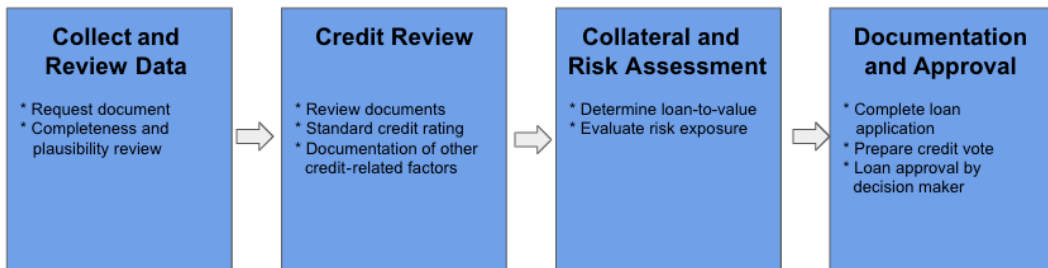 Collect and
Review Data
* Request document
* Completeness and
plausibility review
Credit Review
* Review documents
* Standard credit rating
* Documentation of other
credit-related factors
Collateral and
Risk Assessment
* Determine loan-to-value
* Evaluate risk exposure
Documentation
and Approval
* Complete loan
application
* Prepare credit vote
* Loan approval by
decision maker